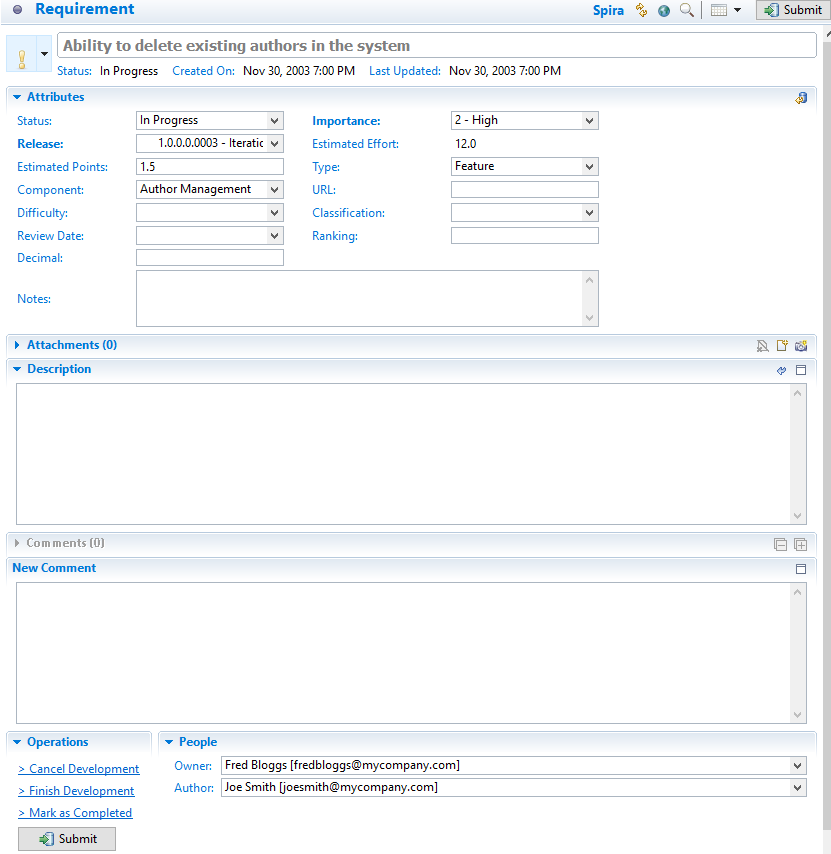 Requirement Spira Submit
Ability to delete existing authors in the system
Status: In Progress Created On: Nov 30, 2003 7:00 PM Last Updated: Nov 30, 2003 7:00 PM
Attributes
Status: In Progress Importance: 2 - High
Release: 1.0.0.0.0003 - Iteratic Estimated Effort: 12.0
Estimated Points: 1.5 Type: Feature
Component: Author Management URL:
Difficulty: Classification:
Review Date: Ranking:
Decimal:
Notes:
Attachments (0)
Description
Comments (0)
New Comment
Operations People
Owner: Fred Bloggs [fredbloggs@mycompany.com]
> Cancel Development
Author: Joe Smith [joesmith@mycompany.com]
> Finish Development
> Mark as Completed
Submit